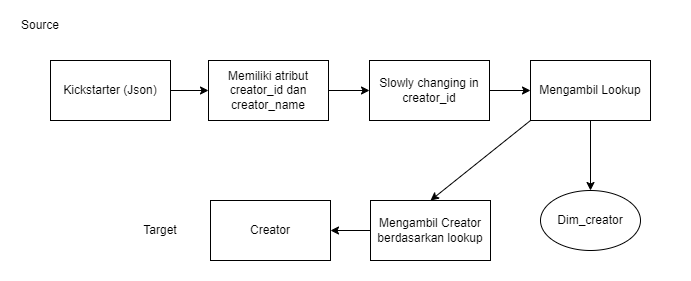 Source
Kickstarter (Json)
Memiliki atribut
creator_id dan
creator_name
Slowly changing in
creator_id
Mengambil Lookup
Dim_creator
Mengambil Creator
berdasarkan lookup
Creator
Target